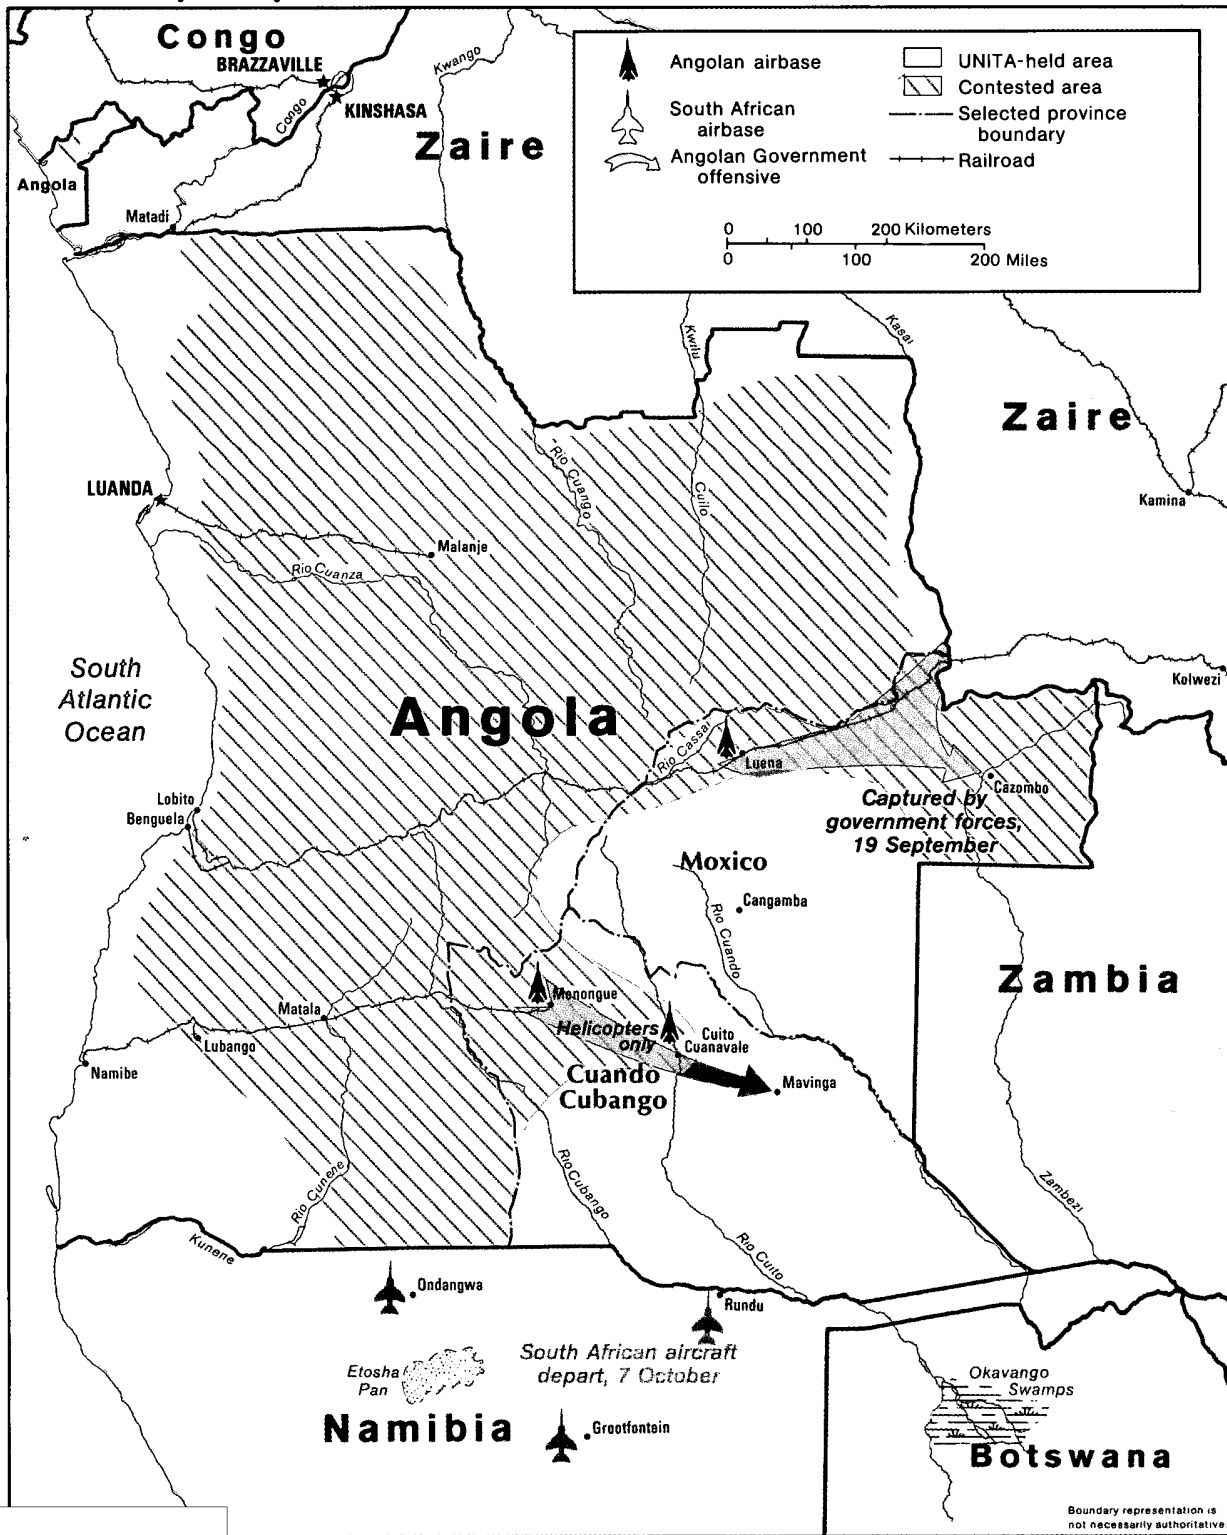 Congo
BRAZZAVILLE
KINSHASA
Congo
Kwango
Zaire
Angola
Matadi
Angolan airbase
South African
airbase
Angolan Government
offensive
UNITA-held area
Contested area
Selected province
boundary
Railroad
0 100 200 Kilometers
0 100 200 Miles
Kwilu
Kasai
Zaire
Kamina
Rio Cuango
Cuilo
LUANDA
Malanje
Rio Cuanza
South
Atlantic
Ocean
Angola
Kolwezi
Rio Cassai
Luena
Cazombo
Captured by
government forces,
19 September
Lobito
Benguela
Moxico
Cangamba
Rio Cuando
Zambia
Menongue
Matala
Helicopters
only
Cuito
Cuanavale
Lubango
Namibe
Cuando
Cubango
Mavinga
Rio Cunene
Rio Cubango
Zambezi
Kunene
Rio Cuito
Ondangwa
Rundu
South African aircraft
depart, 7 October
Etosha
Pan
Okavango
Swamps
Namibia
Grootfontein
Botswana
Boundary representation is
not necessarily authoritative